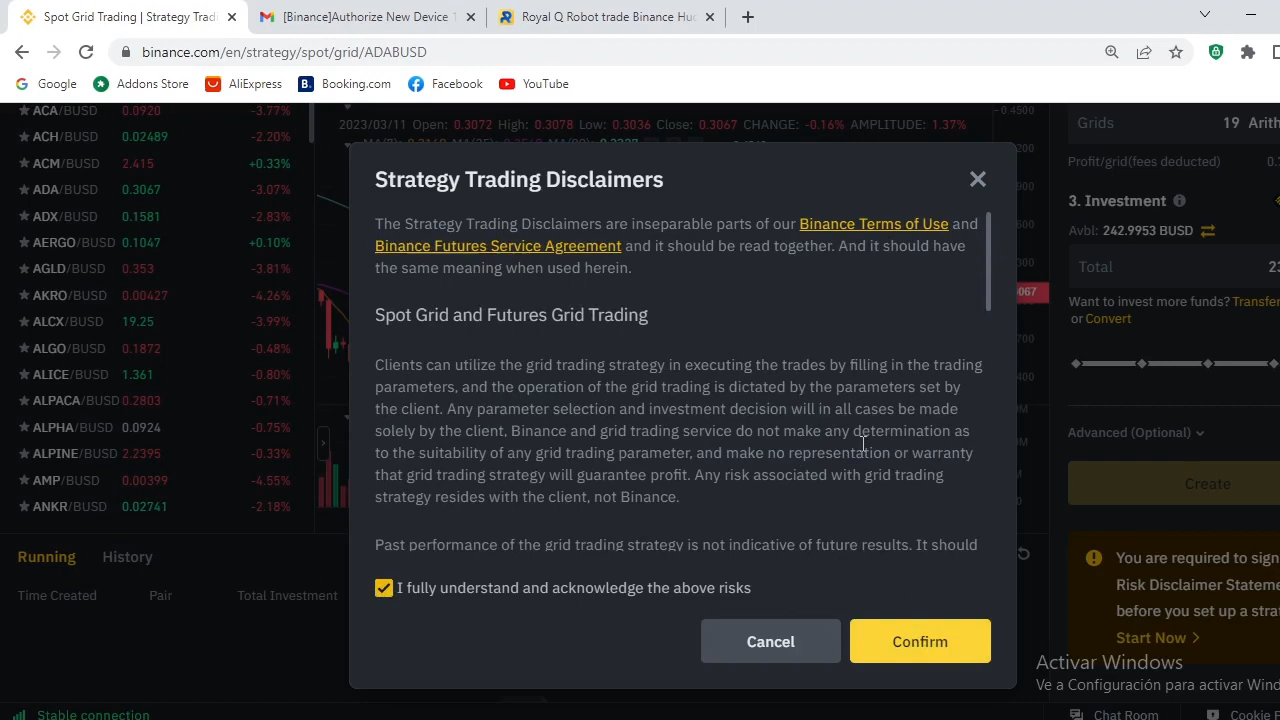 Spot Grid Trading | Strategy Tradi
[Binance]Authorize New Device
Royal Q Robot trade Binance Huo
binance.com/en/strategy/spot/grid/ADABUSD
Google
Addons Store
AliExpress
Booking.com
Facebook
YouTube
ACA/BUSD 0.0920 -3.77%
ACH/BUSD 0.02489 -2.20%
ACM/BUSD 2.415 +0.33%
ADA/BUSD 0.3067 -3.07%
ADX/BUSD 0.1581 -2.83%
AERGO/BUSD 0.1047 +0.10%
AGLD/BUSD 0.353 -3.81%
AKRO/BUSD 0.00427 -4.26%
ALCX/BUSD 19.25 -3.99%
ALGO/BUSD 0.1872 -0.48%
ALICE/BUSD 1.361 -0.80%
ALPACA/BUSD 0.2803 -0.71%
ALPHA/BUSD 0.0924 -0.75%
ALPINE/BUSD 2.2395 -0.33%
AMP/BUSD 0.00399 -4.55%
ANKR/BUSD 0.02741 -2.18%
2023/03/11 Open: 0.3072 High: 0.3078 Low: 0.3036 Close: 0.3067 CHANGE: -0.16% AMPLITUDE: 1.37%
0.4500
Strategy Trading Disclaimers
The Strategy Trading Disclaimers are inseparable parts of our Binance Terms of Use and
Binance Futures Service Agreement and it should be read together. And it should have
the same meaning when used herein.
Spot Grid and Futures Grid Trading
Clients can utilize the grid trading strategy in executing the trades by filling in the trading
parameters, and the operation of the grid trading is dictated by the parameters set by
the client. Any parameter selection and investment decision will in all cases be made
solely by the client, Binance and grid trading service do not make any determination as
to the suitability of any grid trading parameter, and make no representation or warranty
that grid trading strategy will guarantee profit. Any risk associated with grid trading
strategy resides with the client, not Binance.
Past performance of the grid trading strategy is not indicative of future results. It should
I fully understand and acknowledge the above risks
Cancel
Confirm
Grids 19 Arith
Profit/grid(fees deducted) 0.
3. Investment
Avbl: 242.9953 BUSD
Total 23
Want to invest more funds? Transfer
or Convert
Advanced (Optional)
Create
You are required to sign
Risk Disclaimer Stateme
before you set up a strat
Start Now
Running
History
Time Created
Pair
Total Investment
Activar Windows
Ve a Configuración para activar Wind
Stable connection
Chat Room
Cookie P